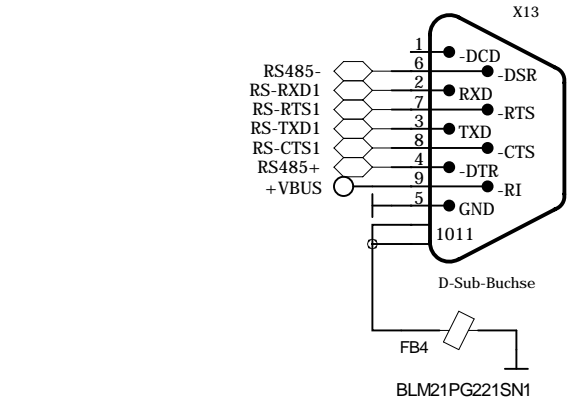 X13
1 -DCD
RS485- 6 -DSR
RS-RXD1 2 RXD
RS-RTS1 7 -RTS
RS-TXD1 3 TXD
RS-CTS1 8 -CTS
RS485+ 4 -DTR
+VBUS 9 -RI
5 GND
1011
D-Sub-Buchse
FB4
BLM21PG221SN1